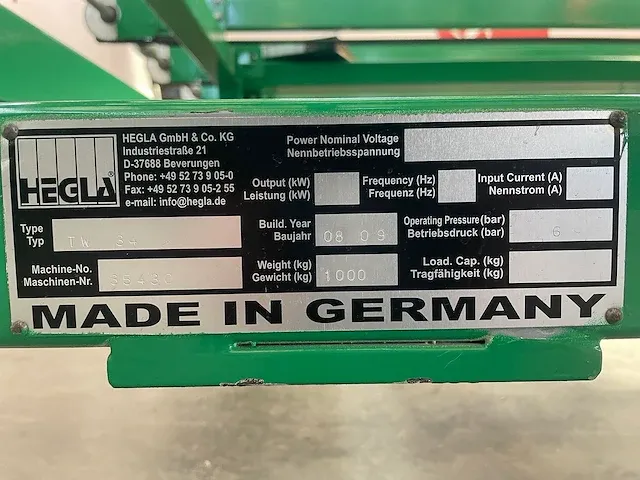 HEGLA®
HEGLA GmbH & Co. KG
Industriestraße 21
D-37688 Beverungen
Phone: +49 52 73 9 05-0
Fax: +49 52 73 9 05-2 55
e-mail: info@hegla.de
Power Nominal Voltage
Nennbetriebsspannung
Output (kW)
Leistung (kW)
Frequency (Hz)
Frequenz (Hz)
Input Current (A)
Nennstrom (A)
Type
Typ
TW
Build. Year
Baujahr
08 09
Operating Pressure (bar)
Betriebsdruck (bar)
6
Machine-No.
Maschinen-Nr.
Weight (kg)
Gewicht (kg)
1000
Load. Cap. (kg)
Tragfähigkeit (kg)
MADE IN GERMANY